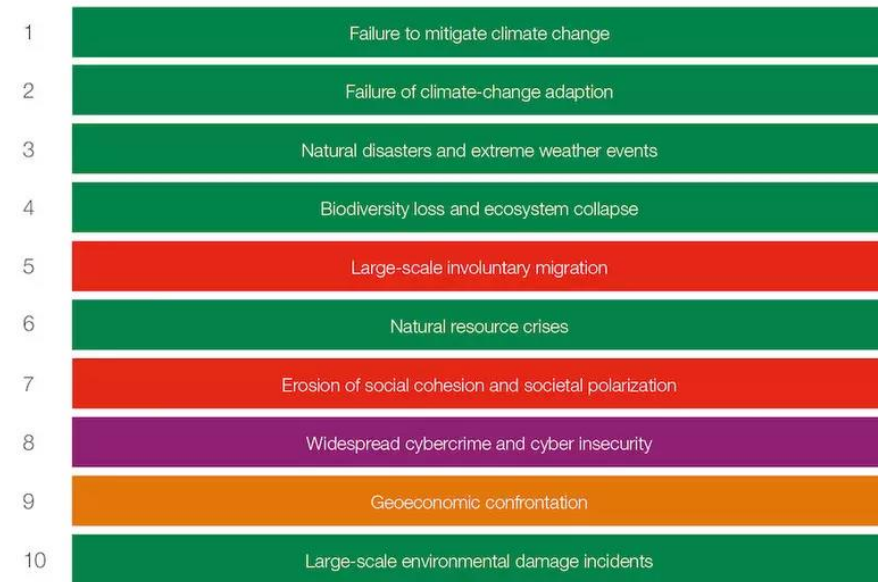 1 Failure to mitigate climate change
2 Failure of climate-change adaption
3 Natural disasters and extreme weather events
4 Biodiversity loss and ecosystem collapse
5 Large-scale involuntary migration
6 Natural resource crises
7 Erosion of social cohesion and societal polarization
8 Widespread cybercrime and cyber insecurity
9 Geoeconomic confrontation
10 Large-scale environmental damage incidents